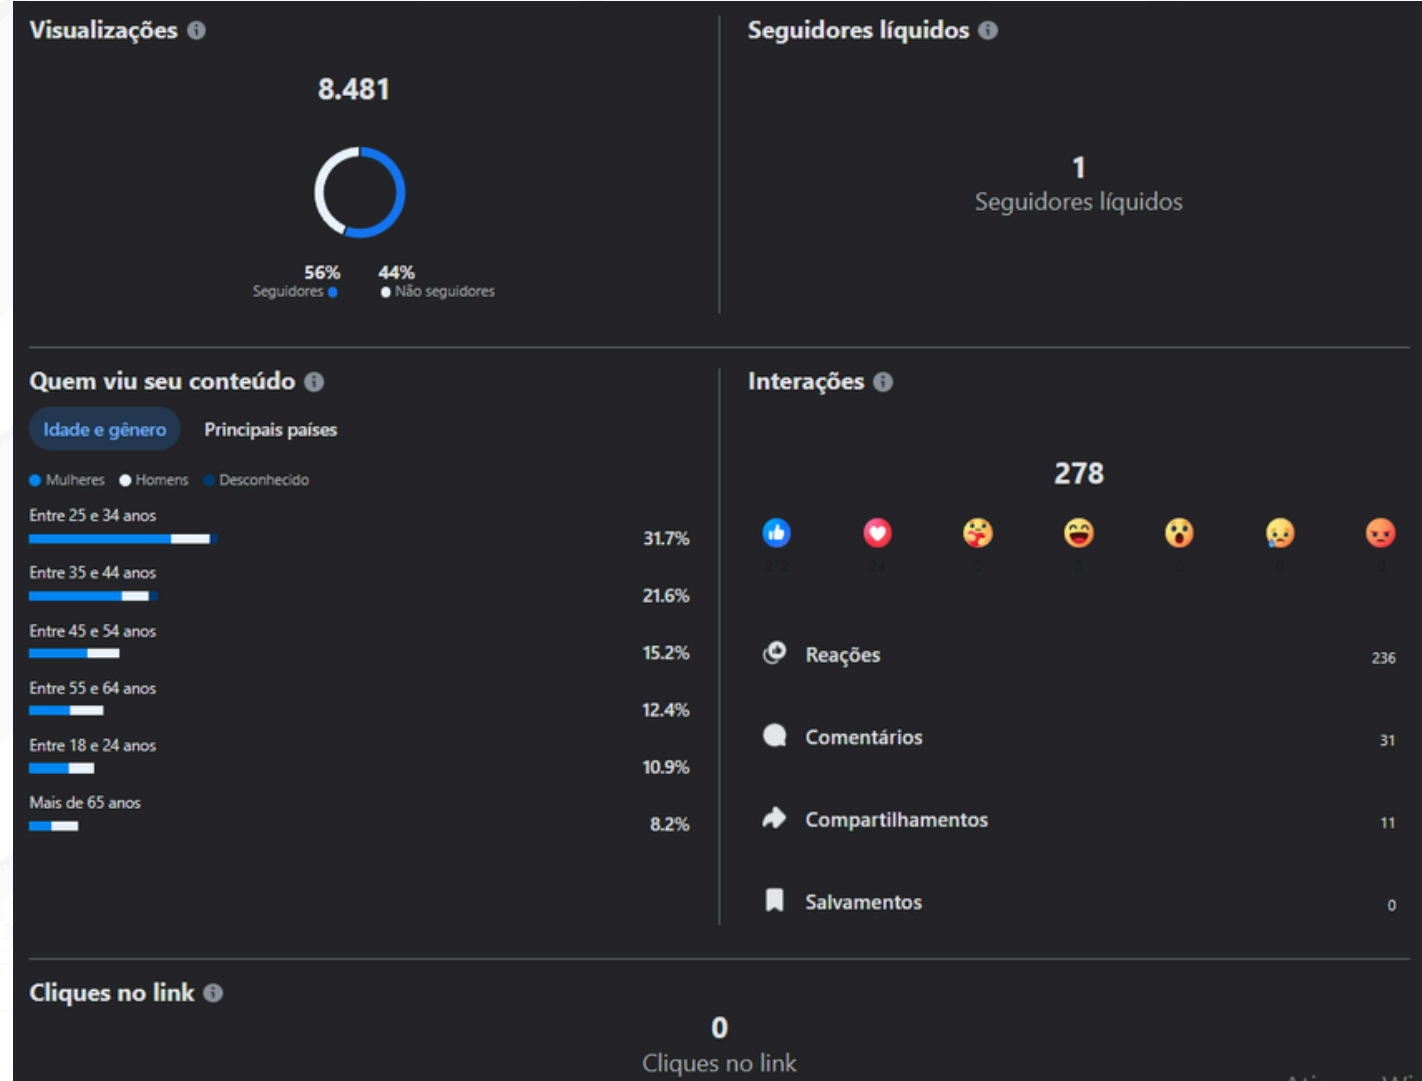 Visualizações
8.481
56% 44%
Seguidores Não seguidores
Seguidores líquidos
1
Seguidores líquidos
Quem viu seu conteúdo
Idade e gênero Principais países
Mulheres Homens Desconhecido
Entre 25 e 34 anos
31.7%
Entre 35 e 44 anos
21.6%
Entre 45 e 54 anos
15.2%
Entre 55 e 64 anos
12.4%
Entre 18 e 24 anos
10.9%
Mais de 65 anos
8.2%
Interações
278
Reações 236
Comentários 31
Compartilhamentos 11
Salvamentos 0
Cliques no link
0
Cliques no link